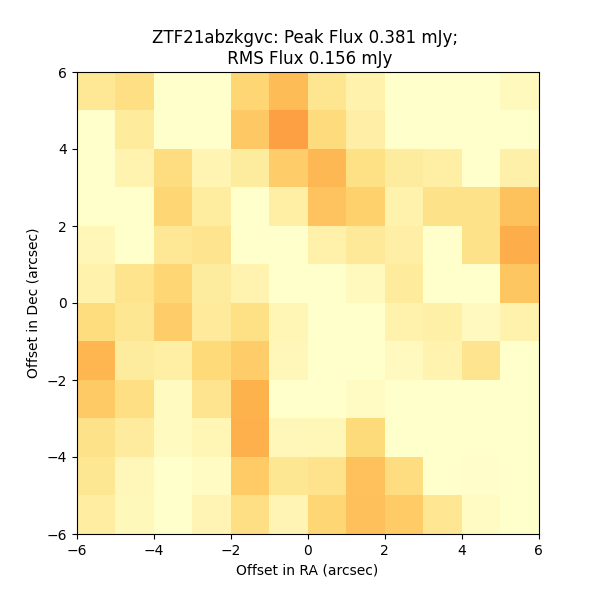 ZTF21abzkgvc: Peak Flux 0.381 mJy;
RMS Flux 0.156 mJy
6
4
2
0
−2
−4
−6
Offset in Dec (arcsec)
−6 −4 −2 0 2 4 6
Offset in RA (arcsec)